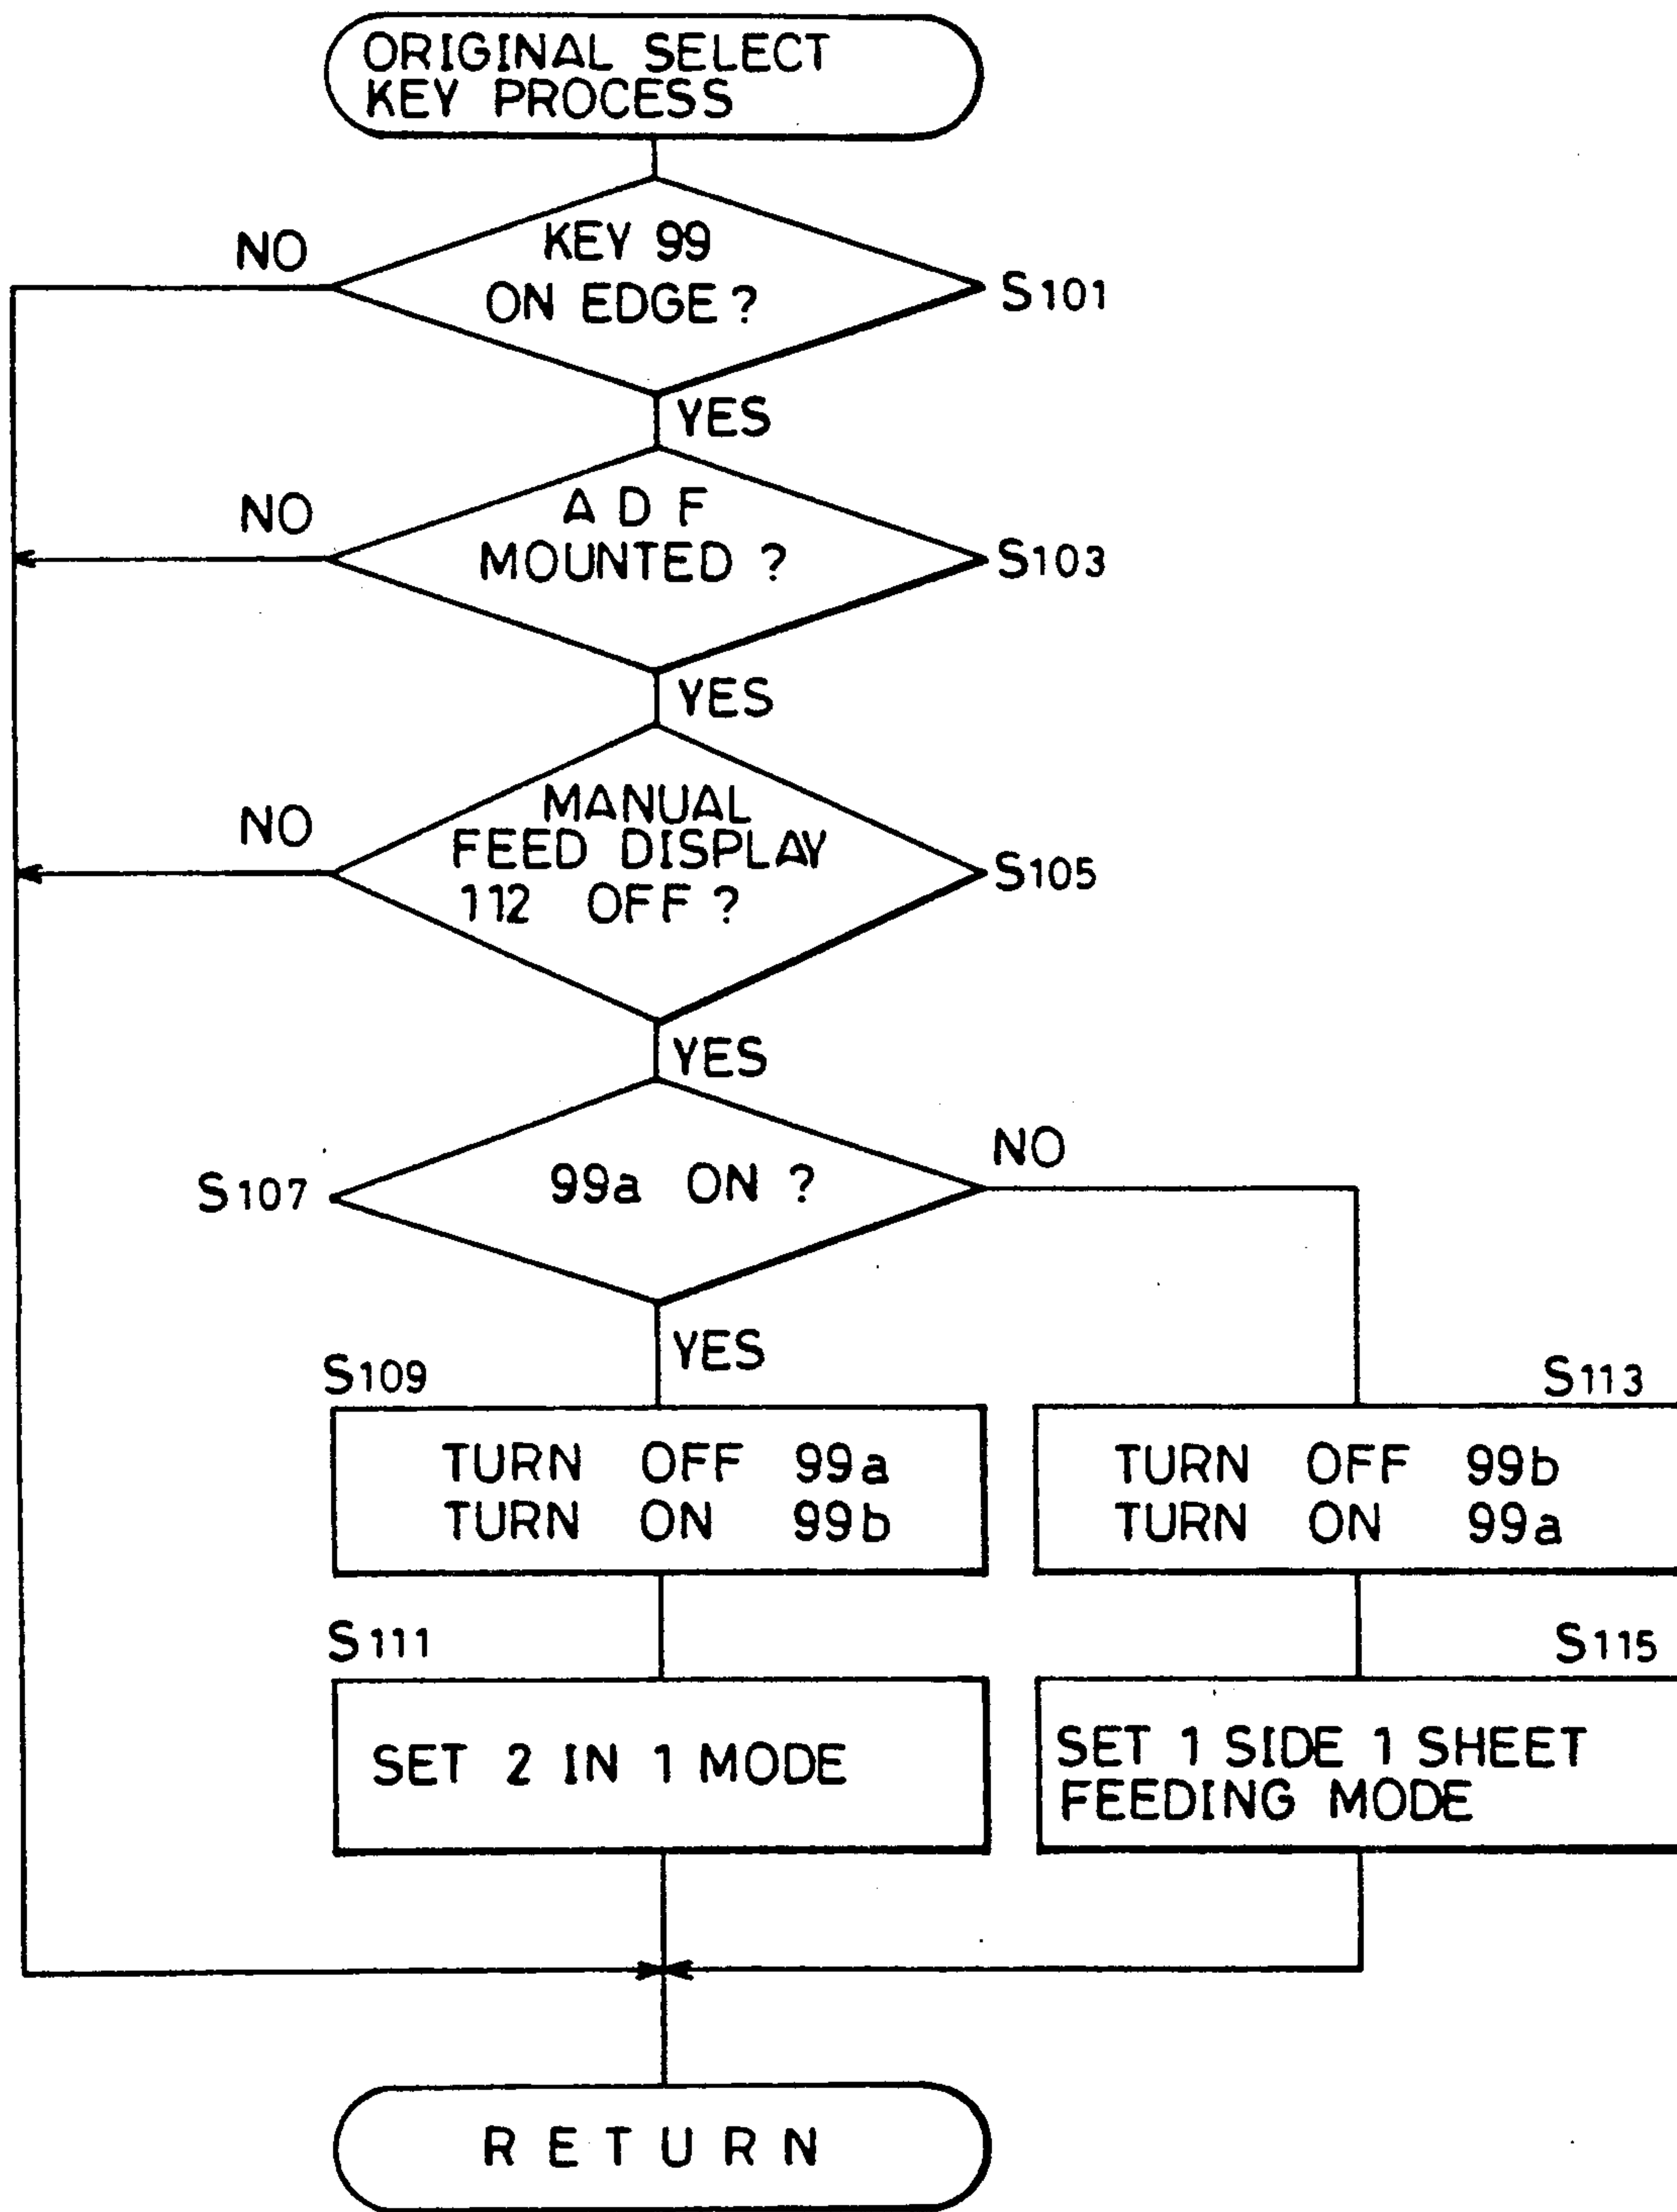 ORIGINAL SELECT
KEY PROCESS
NO
KEY 99
ON EDGE ?
S101
YES
NO
ADF
MOUNTED ?
S103
YES
NO
MANUAL
FEED DISPLAY
112 OFF ?
S105
YES
S107
99a ON ?
NO
YES
S109
TURN OFF 99a
TURN ON 99b
S113
TURN OFF 99b
TURN ON 99a
S111
SET 2 IN 1 MODE
S115
SET 1 SIDE 1 SHEET
FEEDING MODE
RETURN